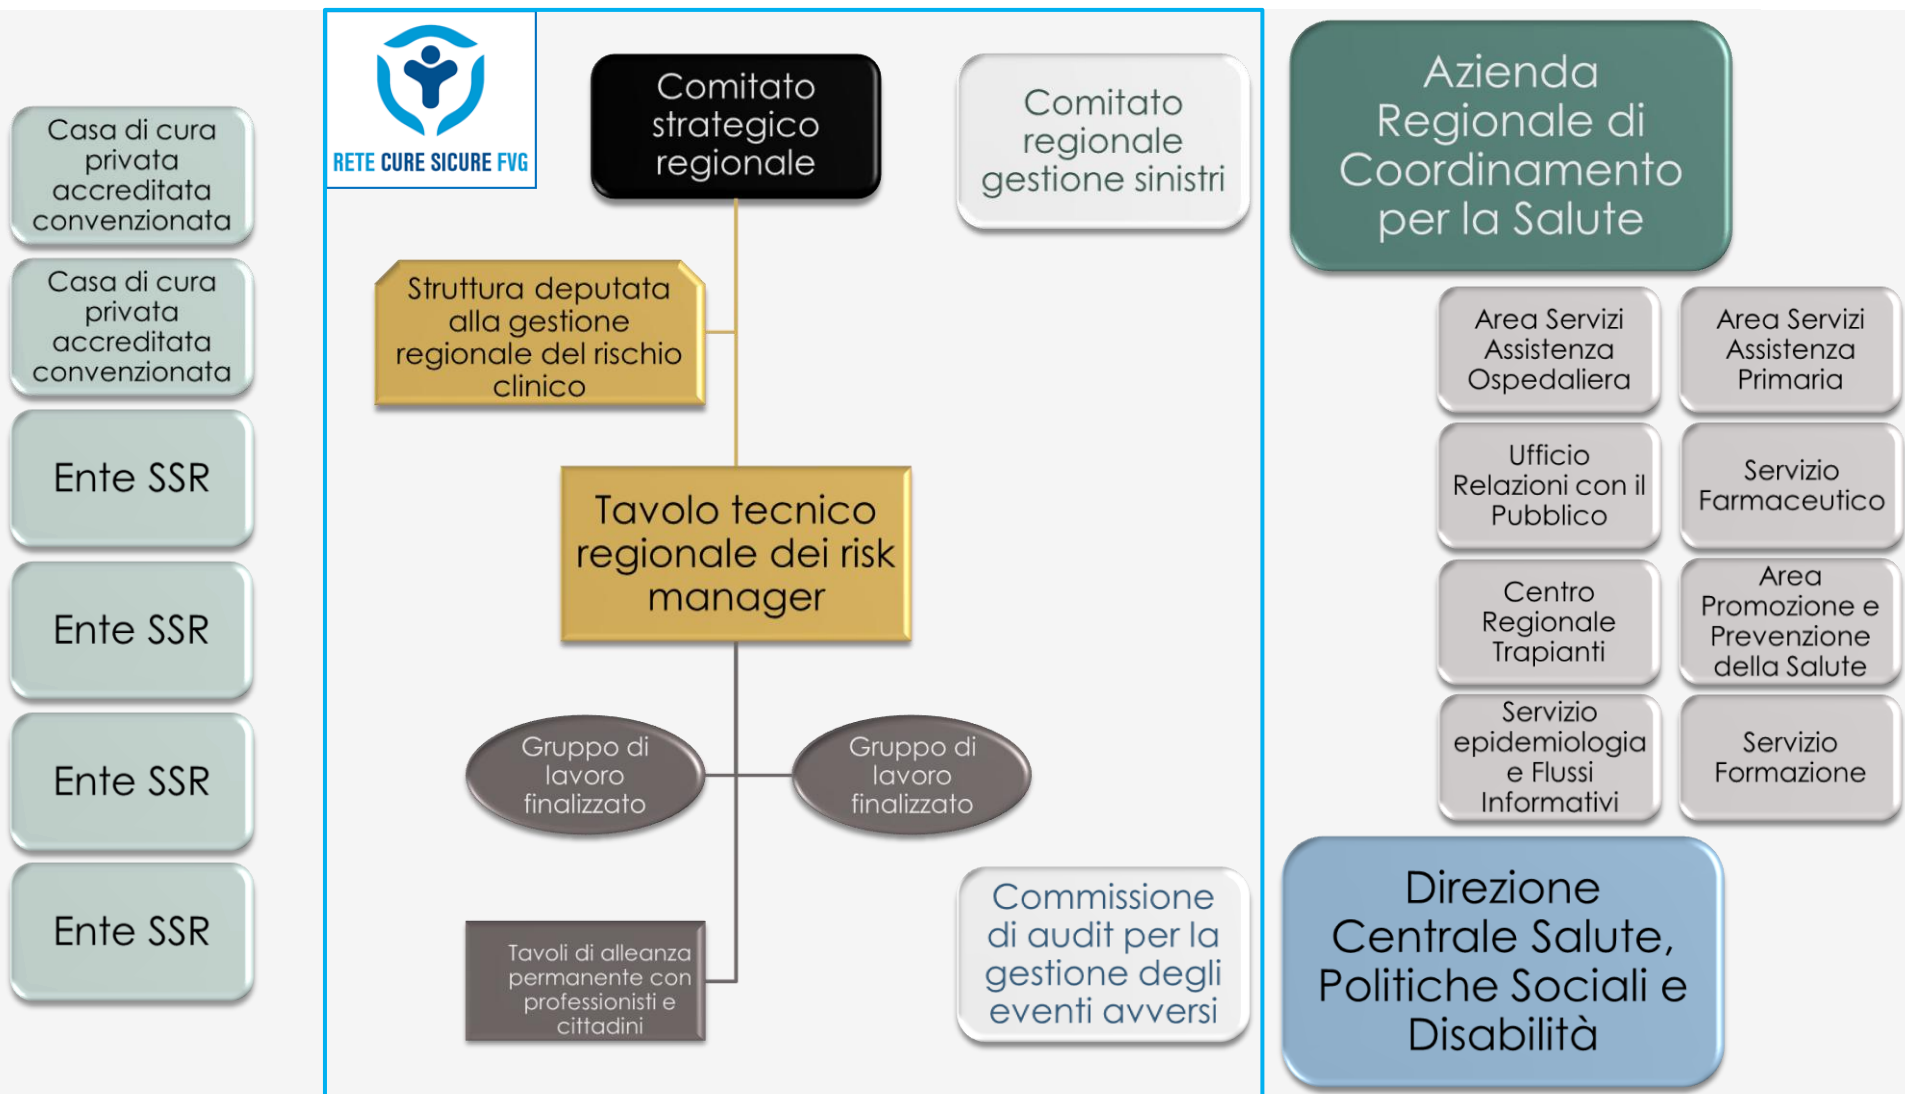 Casa di cura
privata
accreditata
convenzionata
Casa di cura
privata
accreditata
convenzionata
Ente SSR
Ente SSR
Ente SSR
Ente SSR
RETE CURE SICURE FVG
Comitato
strategico
regionale
Comitato
regionale
gestione sinistri
Struttura deputata
alla gestione
regionale del rischio
clinico
Tavolo tecnico
regionale dei risk
manager
Gruppo di
lavoro
finalizzato
Gruppo di
lavoro
finalizzato
Tavoli di alleanza
permanente con
professionisti e
cittadini
Commissione
di audit per la
gestione degli
eventi avversi
Azienda
Regionale di
Coordinamento
per la Salute
Area Servizi
Assistenza
Ospedaliera
Area Servizi
Assistenza
Primaria
Ufficio
Relazioni con il
Pubblico
Servizio
Farmaceutico
Centro
Regionale
Trapianti
Area
Promozione e
Prevenzione
della Salute
Servizio
epidemiologia
e Flussi
Informativi
Servizio
Formazione
Direzione
Centrale Salute,
Politiche Sociali e
Disabilità